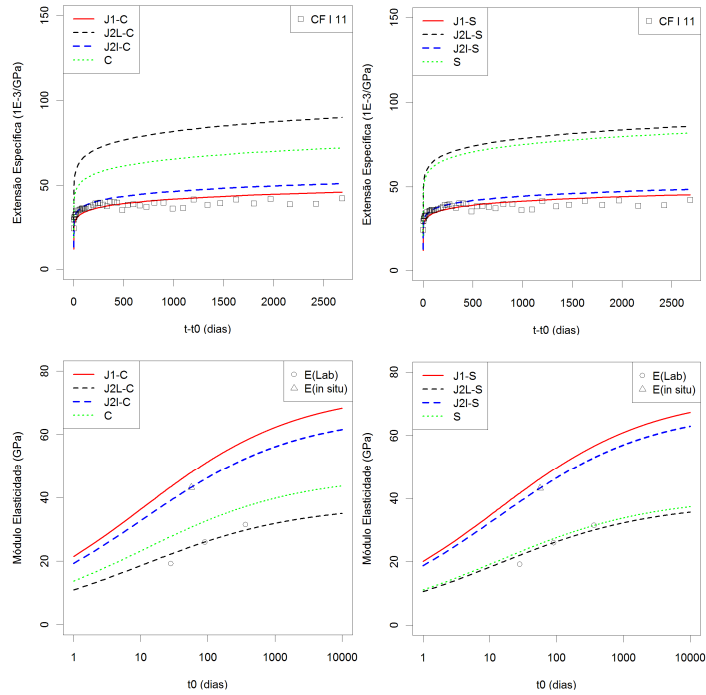 J1-C
J2L-C
J2I-C
C
CF I 11
Extensão Específica (1E-3/GPa)
150
100
50
0
0 500 1000 1500 2000 2500
t-t0 (dias)
J1-S
J2L-S
J2I-S
S
CF I 11
Extensão Específica (1E-3/GPa)
150
100
50
0
0 500 1000 1500 2000 2500
t-t0 (dias)
J1-C
J2L-C
J2I-C
C
E(Lab)
E(in situ)
Módulo Elasticidade (GPa)
80
60
40
20
0
1 10 100 1000 10000
t0 (dias)
J1-S
J2L-S
J2I-S
S
E(Lab)
E(in situ)
Módulo Elasticidade (GPa)
80
60
40
20
0
1 10 100 1000 10000
t0 (dias)